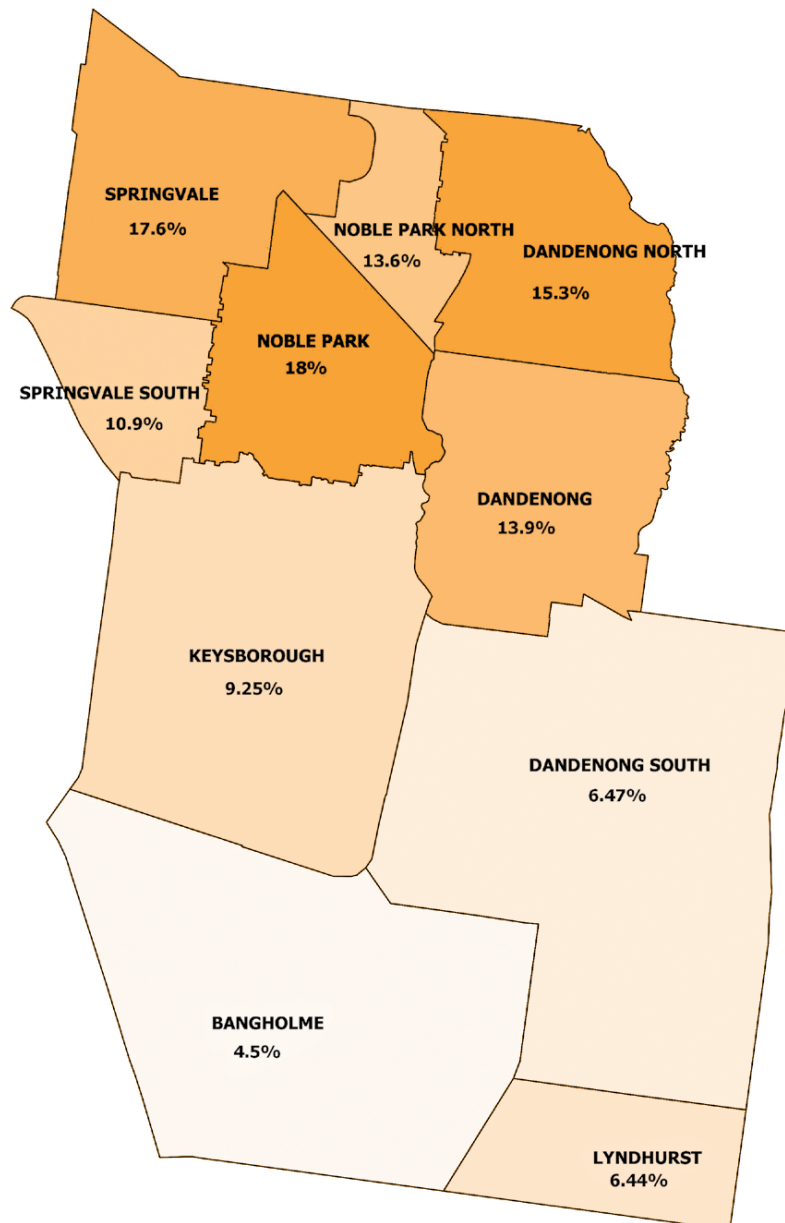 SPRINGVALE
17.6%
NOBLE PARK NORTH
13.6%
DANDENONG NORTH
15.3%
NOBLE PARK
18%
SPRINGVALE SOUTH
10.9%
DANDENONG
13.9%
KEYSBOROUGH
9.25%
DANDENONG SOUTH
6.47%
BANGHOLME
4.5%
LYNDHURST
6.44%